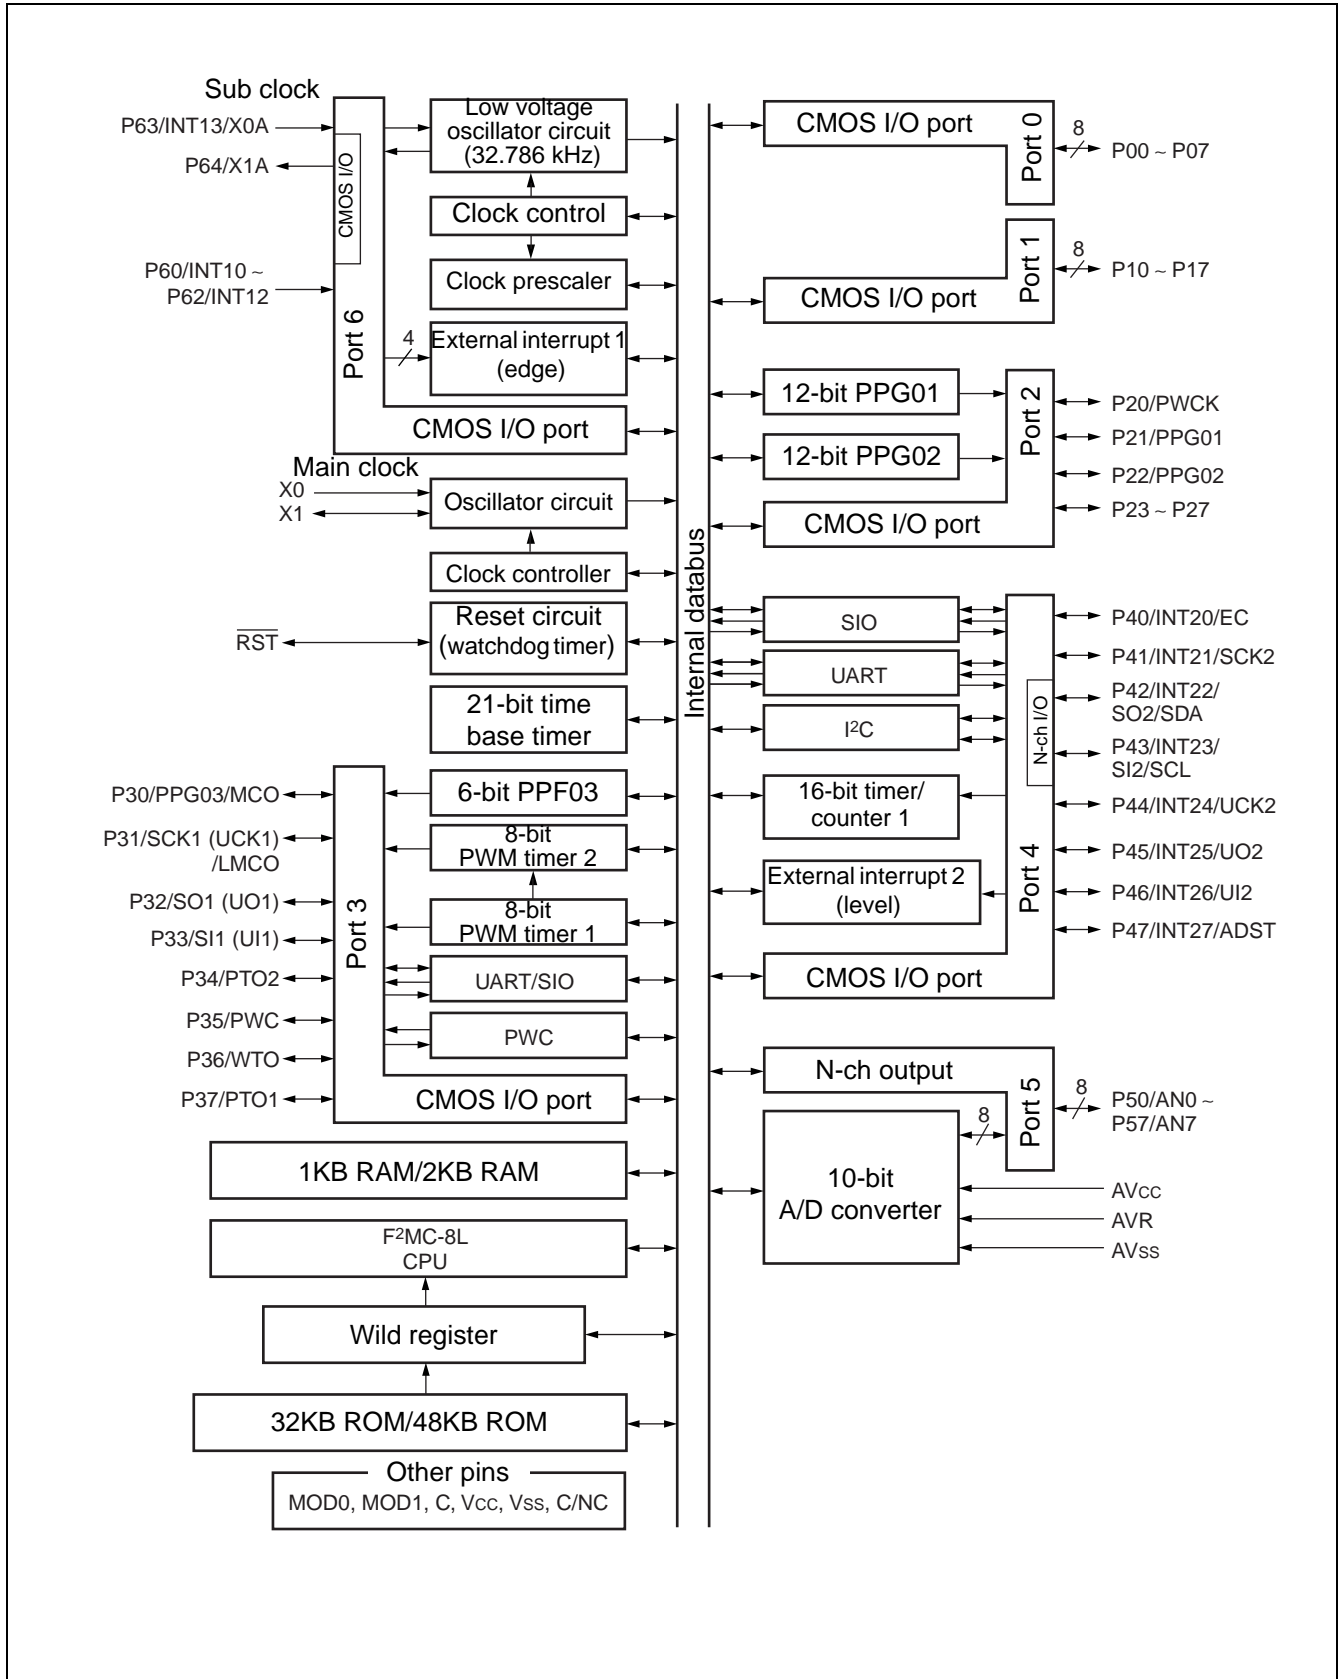 Sub clock
P63/INT13/X0A
P64/X1A
P60/INT10 ~
P62/INT12
CMOS I/O
Port 6
4
Low voltage
oscillator circuit
(32.786 kHz)
Clock control
Clock prescaler
External interrupt 1
(edge)
CMOS I/O port
Main clock
X0
X1
Oscillator circuit
Clock controller
RST
Reset circuit
(watchdog timer)
21-bit time
base timer
P30/PPG03/MCO
P31/SCK1 (UCK1)
/LMCO
P32/SO1 (UO1)
P33/SI1 (UI1)
P34/PTO2
P35/PWC
P36/WTO
P37/PTO1
Port 3
6-bit PPF03
8-bit
PWM timer 2
8-bit
PWM timer 1
UART/SIO
PWC
CMOS I/O port
1KB RAM/2KB RAM
F²MC-8L
CPU
Wild register
32KB ROM/48KB ROM
Other pins
MOD0, MOD1, C, Vcc, Vss, C/NC
Internal databus
CMOS I/O port
Port 0
8
P00 ~ P07
CMOS I/O port
Port 1
8
P10 ~ P17
12-bit PPG01
12-bit PPG02
CMOS I/O port
Port 2
P20/PWCK
P21/PPG01
P22/PPG02
P23 ~ P27
SIO
UART
I²C
16-bit timer/
counter 1
External interrupt 2
(level)
CMOS I/O port
N-ch I/O
Port 4
P40/INT20/EC
P41/INT21/SCK2
P42/INT22/
SO2/SDA
P43/INT23/
SI2/SCL
P44/INT24/UCK2
P45/INT25/UO2
P46/INT26/UI2
P47/INT27/ADST
N-ch output
Port 5
8
P50/AN0 ~
P57/AN7
8
10-bit
A/D converter
AVcc
AVR
AVss